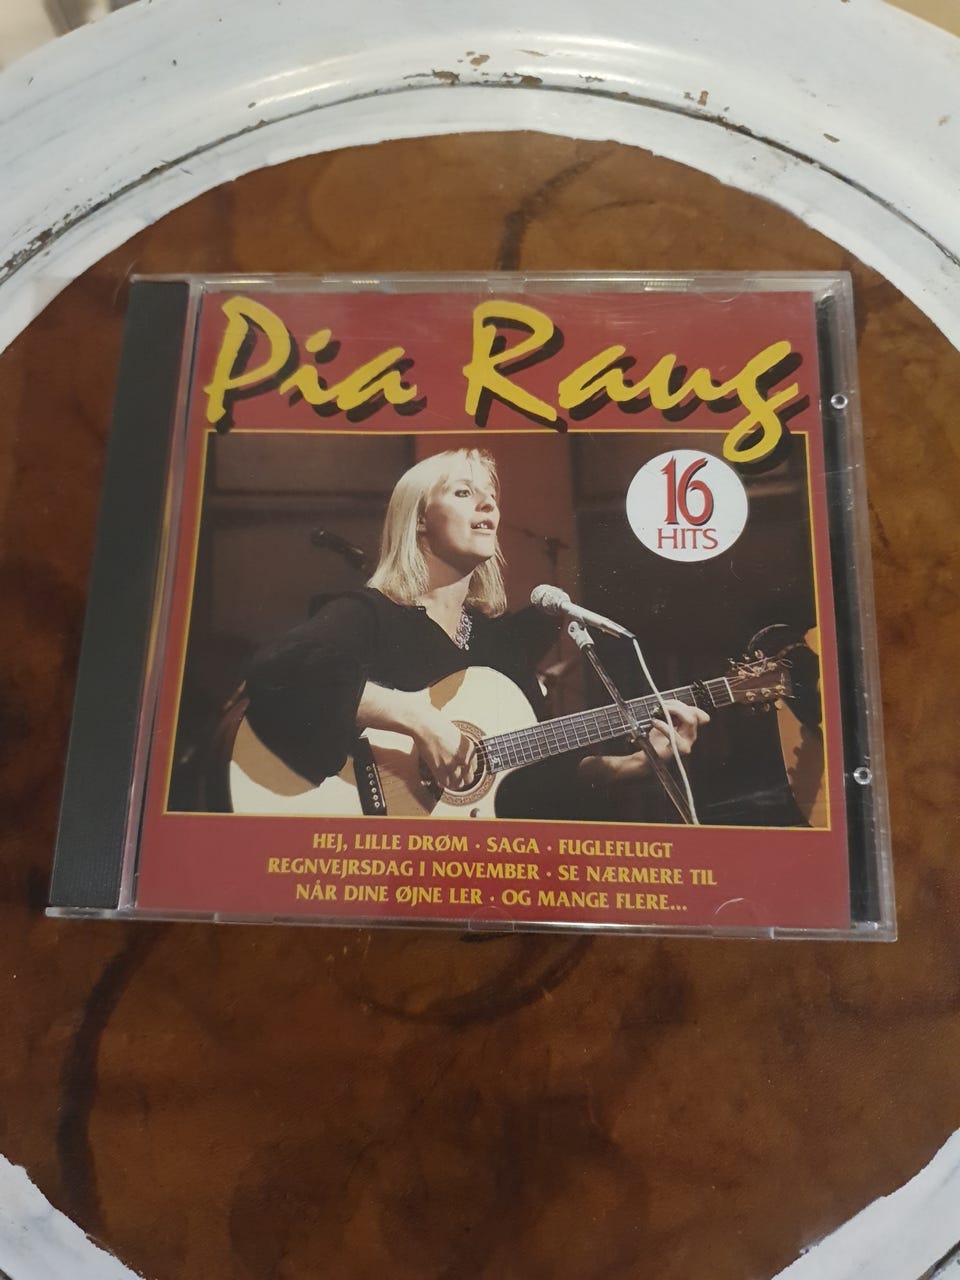 Pia Raug
16
HITS
HEJ, LILLE DRØM · SAGA · FUGLEFLUGT
REGNVEJRSDAG I NOVEMBER · SE NÆRMERE TIL
NÅR DINE ØJNE LER · OG MANGE FLERE...